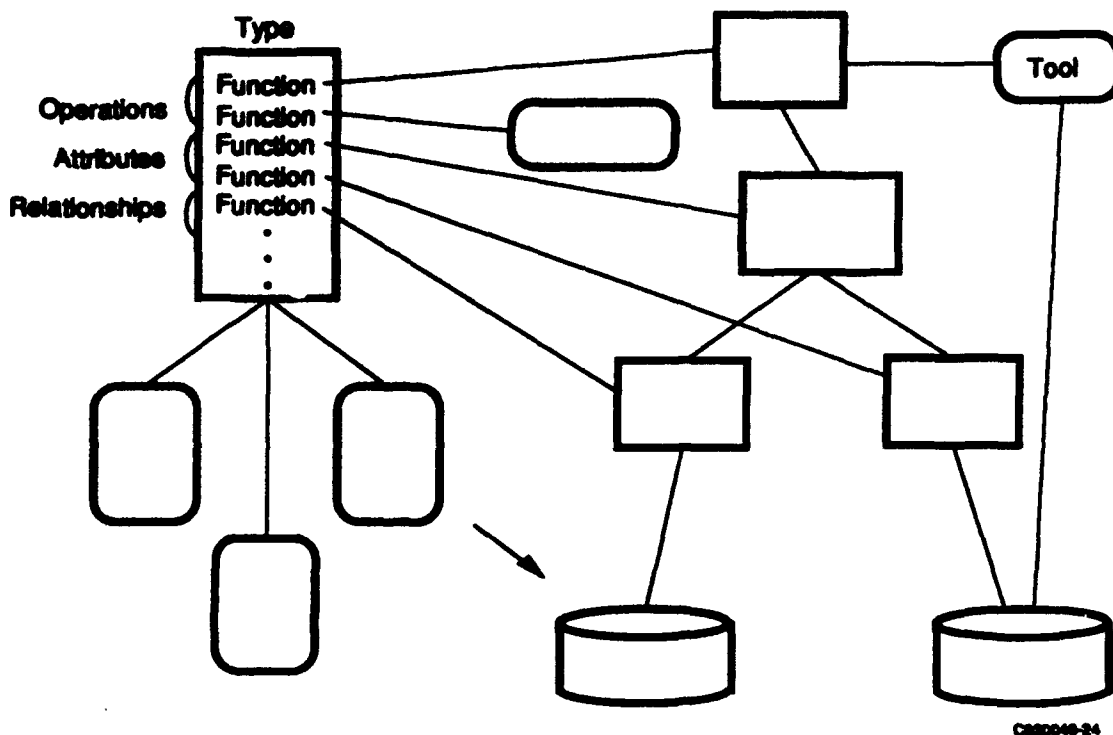 Type
Function
Function
Function
Function
Function
Operations
Attributes
Relationships
Tool